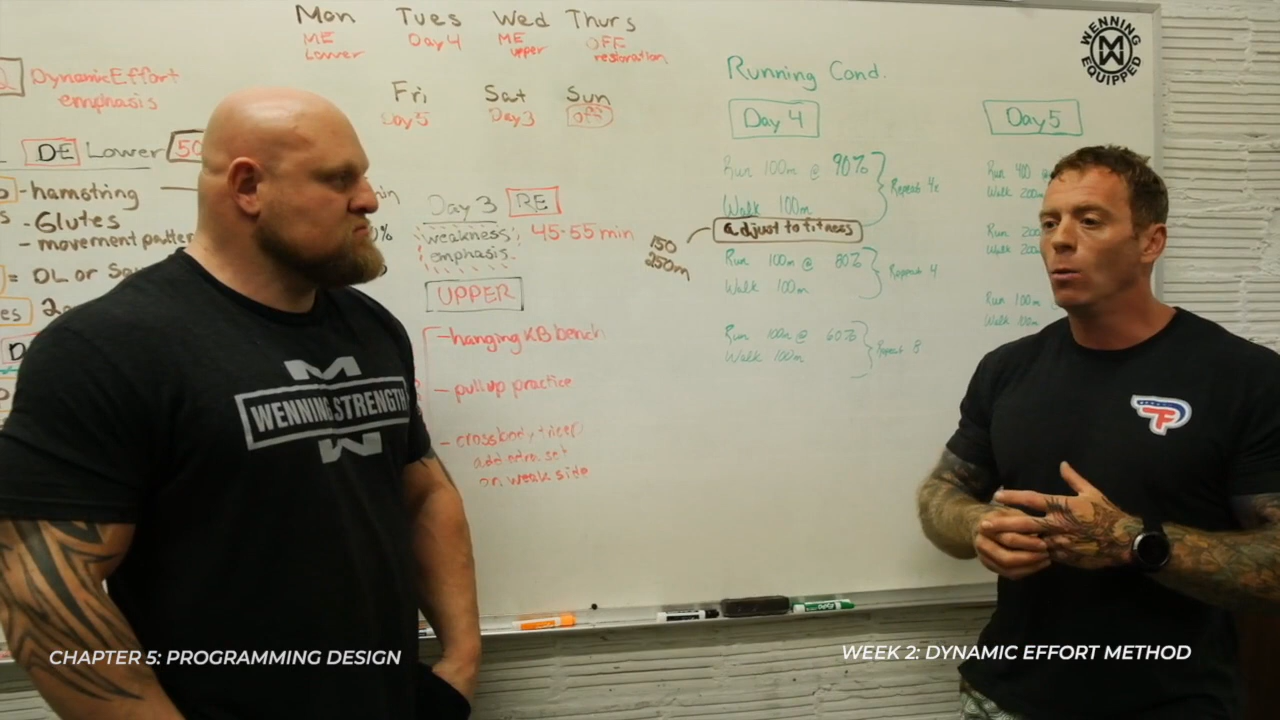 Mon Tues Wed Thurs
ME Day 4 ME OFF
Lower upper restoration
Fri Sat Sun
Day 5 Day 3 OFF
Dynamic Effort
emphasis
DE Lower 50
-hamstring
-Glutes
- movement patter
= DL or
Day 3 RE
weakness 45-55 min
emphasis
UPPER
- hanging KB bench
- pull up practice
- crossbody tricep
add extra set
on weak side
Running Cond.
Day 4
Run 100m @ 90%
Walk 100m
Repeat 4x
adjust to fitness
150
250m
Run 100m @ 80%
Walk 100m
Repeat 4
Run 100m @ 60%
Walk 100m
Repeat 8
Day 5
Run 400 @
Walk 200m
Run 200
Walk 200
Run 100m
Walk 100m
WENNING
EQUIPPED
WENNING STRENGTH
CHAPTER 5: PROGRAMMING DESIGN
WEEK 2: DYNAMIC EFFORT METHOD